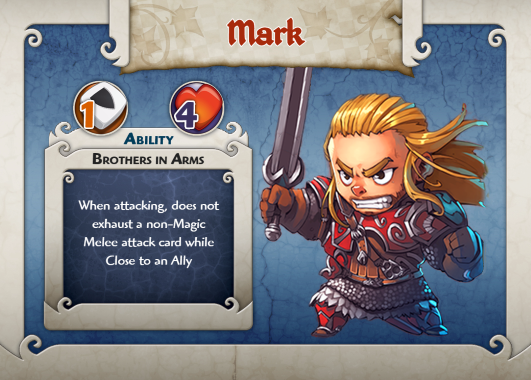 Mark
1
4
Ability
Brothers in Arms
When attacking, does not
exhaust a non-Magic
Melee attack card while
Close to an Ally